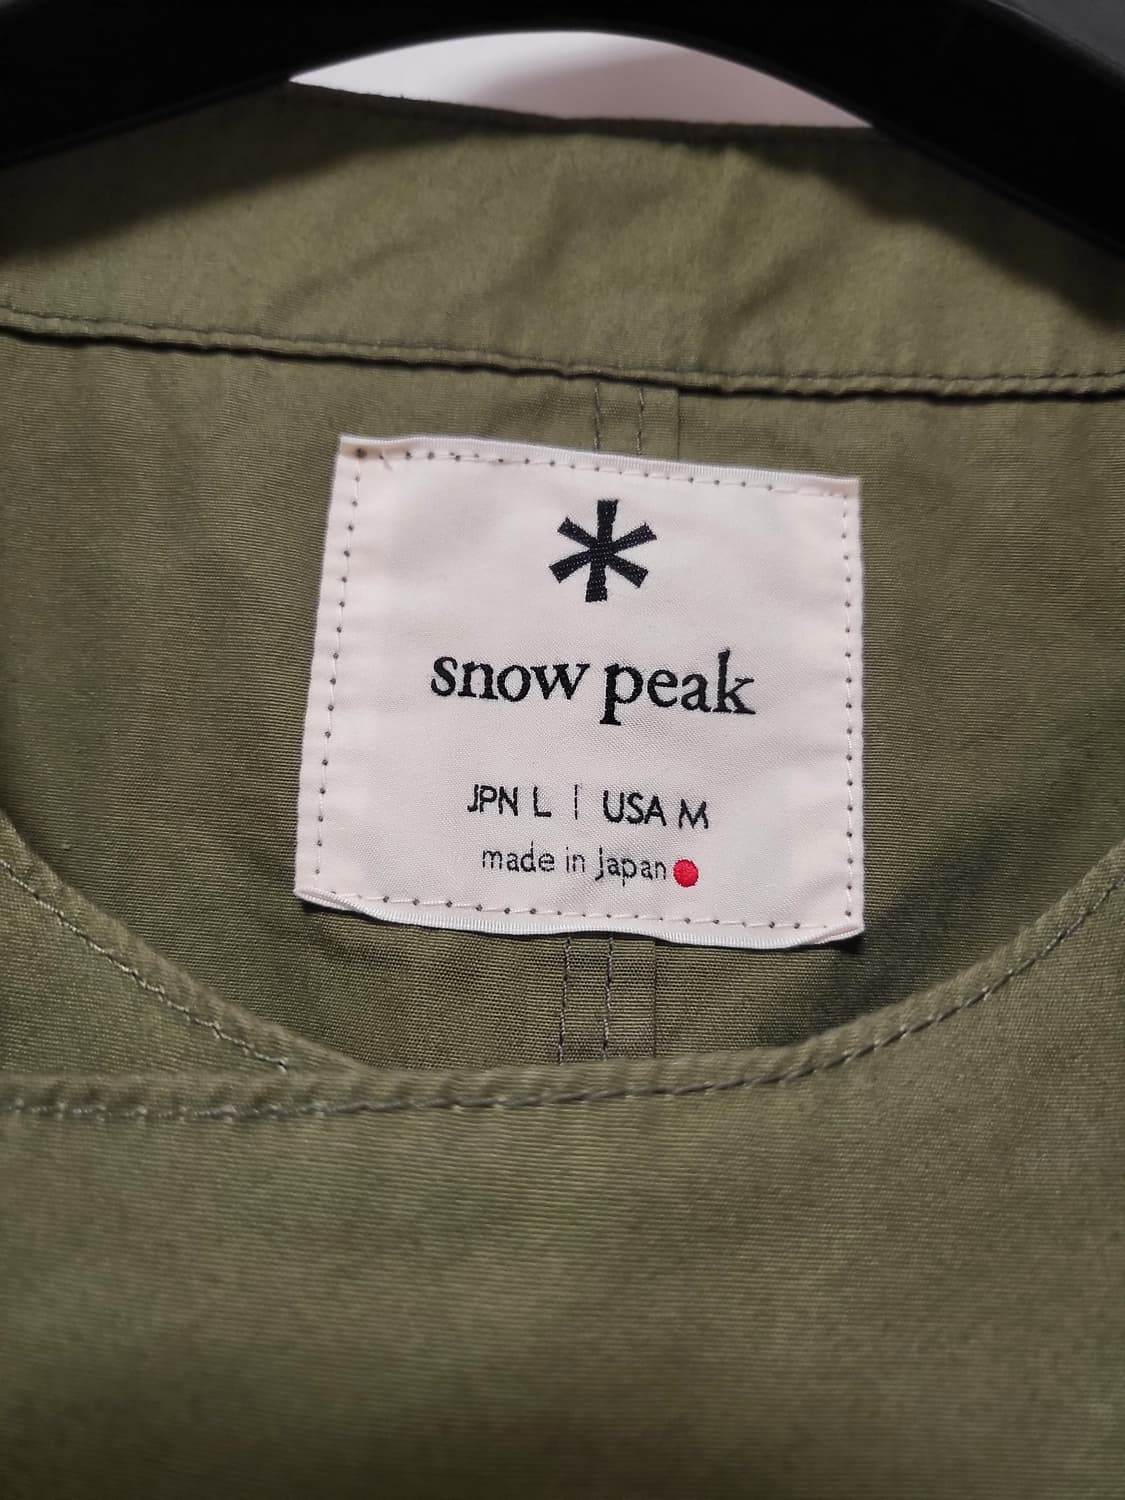 snow peak
JPN L | USA M
made in Japan